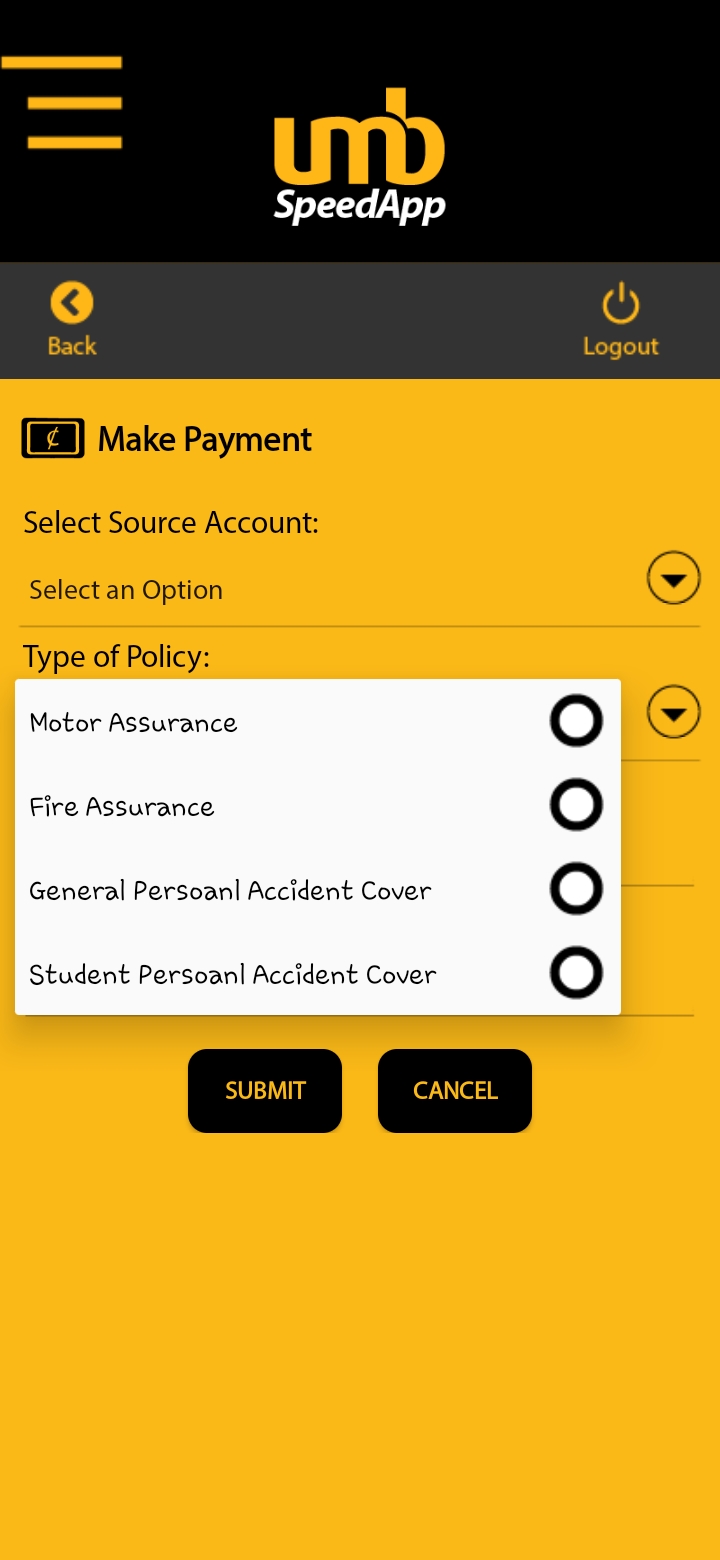 umb
SpeedApp
Back
Logout
¢ Make Payment
Select Source Account:
Select an Option
Type of Policy:
Motor Assurance
Fire Assurance
General Persoanl Accident Cover
Student Persoanl Accident Cover
SUBMIT
CANCEL